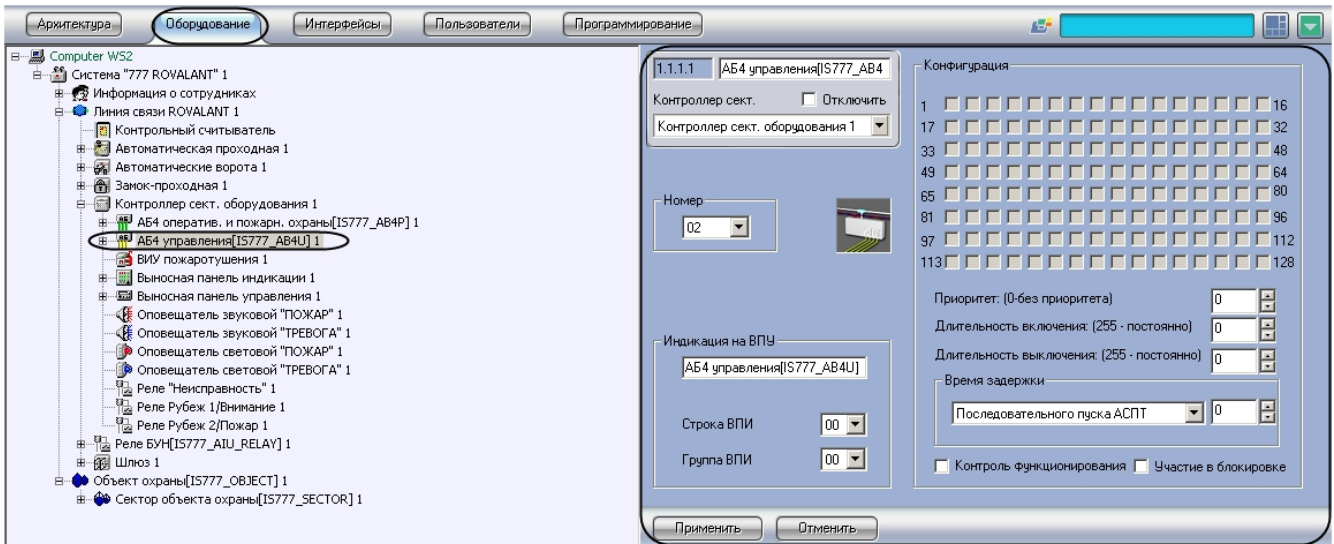 Архитектура Оборудование Интерфейсы Пользователи Программирование
Computer WS2
Система "777 ROVALANT" 1
Информация о сотрудниках
Линия связи ROVALANT 1
Контрольный считыватель
Автоматическая проходная 1
Автоматические ворота 1
Замок-проходная 1
Контроллер сект. оборудования 1
АБ4 оператив. и пожарн. охраны[IS777_AB4P] 1
АБ4 управления[IS777_AB4U] 1
ВИУ пожаротушения 1
Выносная панель индикации 1
Выносная панель управления 1
Оповещатель звуковой "ПОЖАР" 1
Оповещатель звуковой "ТРЕВОГА" 1
Оповещатель световой "ПОЖАР" 1
Оповещатель световой "ТРЕВОГА" 1
Реле "Неисправность" 1
Реле Рубеж 1/Внимание 1
Реле Рубеж 2/Пожар 1
Реле БУН[IS777_AIU_RELAY] 1
Шлюз 1
Объект охраны[IS777_OBJECT] 1
Сектор объекта охраны[IS777_SECTOR] 1
1.1.1.1 АБ4 управления[IS777_AB4
Контроллер сект. Отключить
Контроллер сект. оборудования 1
Номер
02
Индикация на ВПУ
АБ4 управления[IS777_AB4U]
Строка ВПИ 00
Группа ВПИ 00
Применить Отменить
Конфигурация
1 16
17 32
33 48
49 64
65 80
81 96
97 112
113 128
Приоритет: (0-без приоритета) 0
Длительность включения: (255 - постоянно) 0
Длительность выключения: (255 - постоянно) 0
Время задержки
Последовательного пуска АСПТ 0
Контроль функционирования Участие в блокировке